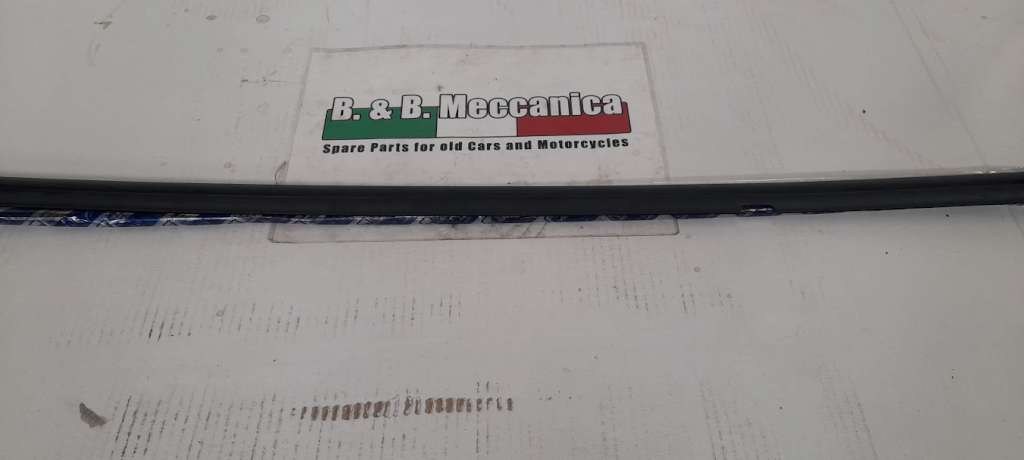 B. & B. Meccanica
Spare Parts for old Cars and Motorcycles